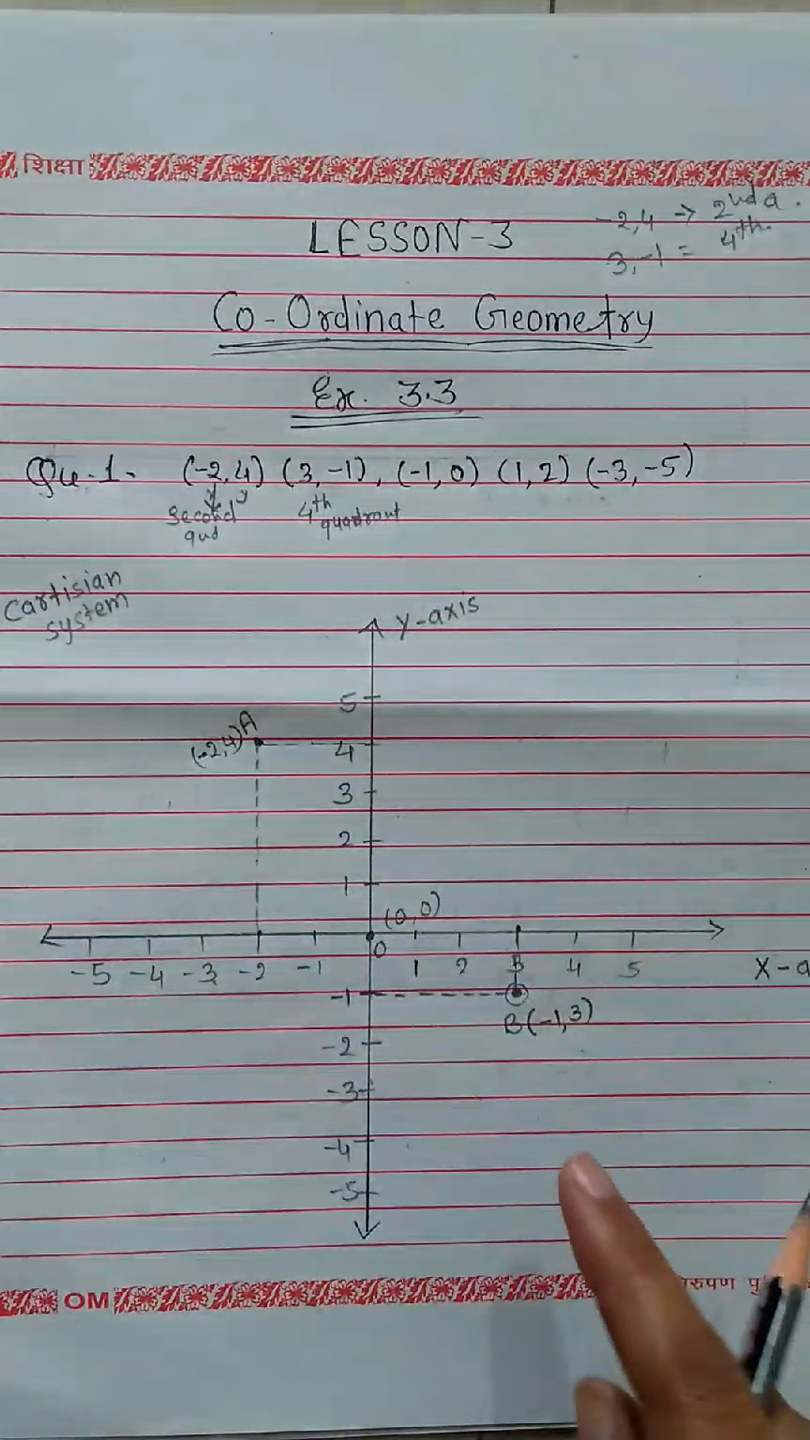 शिक्षा
-2,4 → 2nd Q.
3,-1 = 4th.
LESSON-3
Co-Ordinate Geometry
Ex. 3.3
Qu.1. (-2,4) (3,-1), (-1,0) (1,2) (-3,-5)
x y
second 4th
qud quadrant
Cartisian
system
y-axis
5
A
(-2,4)
4
3
2
1
(0,0)
-5 -4 -3 -2 -1 0 1 2 3 4 5
X-a
-1
B(-1,3)
-2
-3
-4
-5
OM